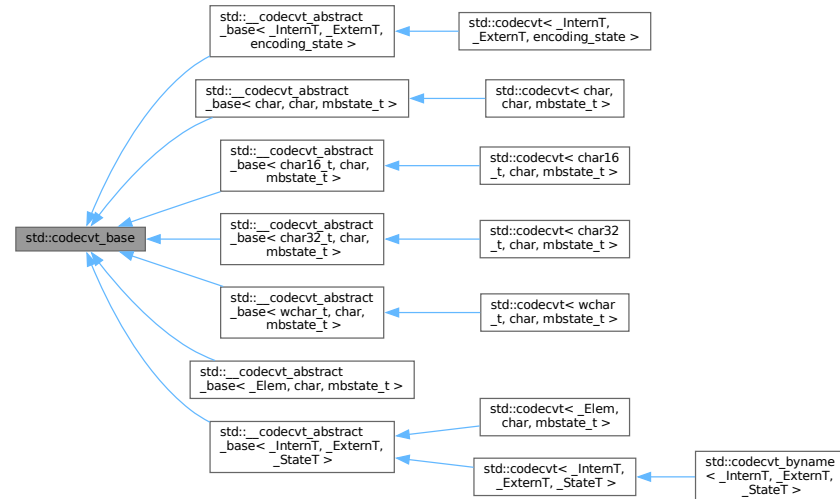 std::__codecvt_abstract
_base< _InternT, _ExternT,
encoding_state >
std::codecvt< _InternT,
_ExternT, encoding_state >
std::__codecvt_abstract
_base< char, char, mbstate_t >
std::codecvt< char,
char, mbstate_t >
std::__codecvt_abstract
_base< char16_t, char,
mbstate_t >
std::codecvt< char16
_t, char, mbstate_t >
std::codecvt_base
std::__codecvt_abstract
_base< char32_t, char,
mbstate_t >
std::codecvt< char32
_t, char, mbstate_t >
std::__codecvt_abstract
_base< wchar_t, char,
mbstate_t >
std::codecvt< wchar
_t, char, mbstate_t >
std::__codecvt_abstract
_base< _Elem, char, mbstate_t >
std::__codecvt_abstract
_base< _InternT, _ExternT,
_StateT >
std::codecvt< _Elem,
char, mbstate_t >
std::codecvt< _InternT,
_ExternT, _StateT >
std::codecvt_byname
< _InternT, _ExternT,
_StateT >